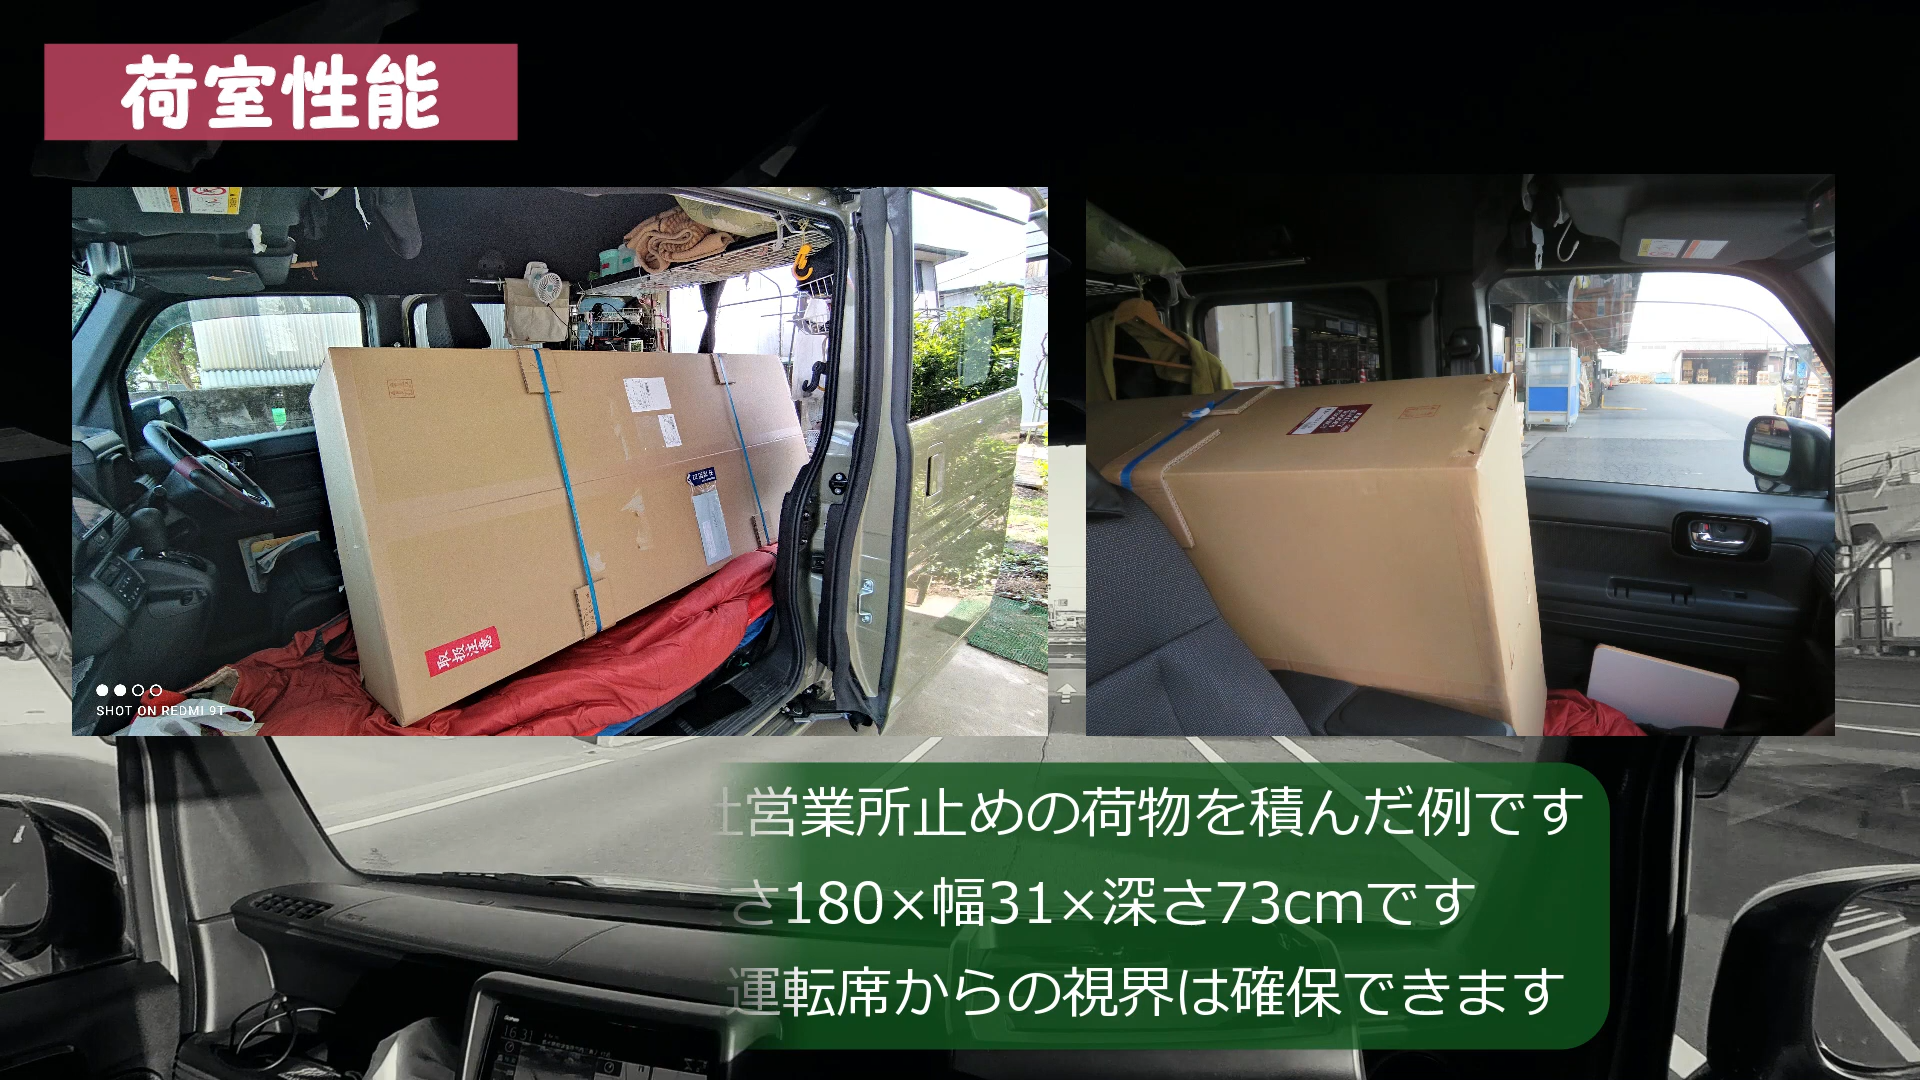 荷室性能
取扱注意
SHOT ON REDMI 9T
営業所止めの荷物を積んだ例です
さ180×幅31×深さ73cmです
運転席からの視界は確保できます
16:31